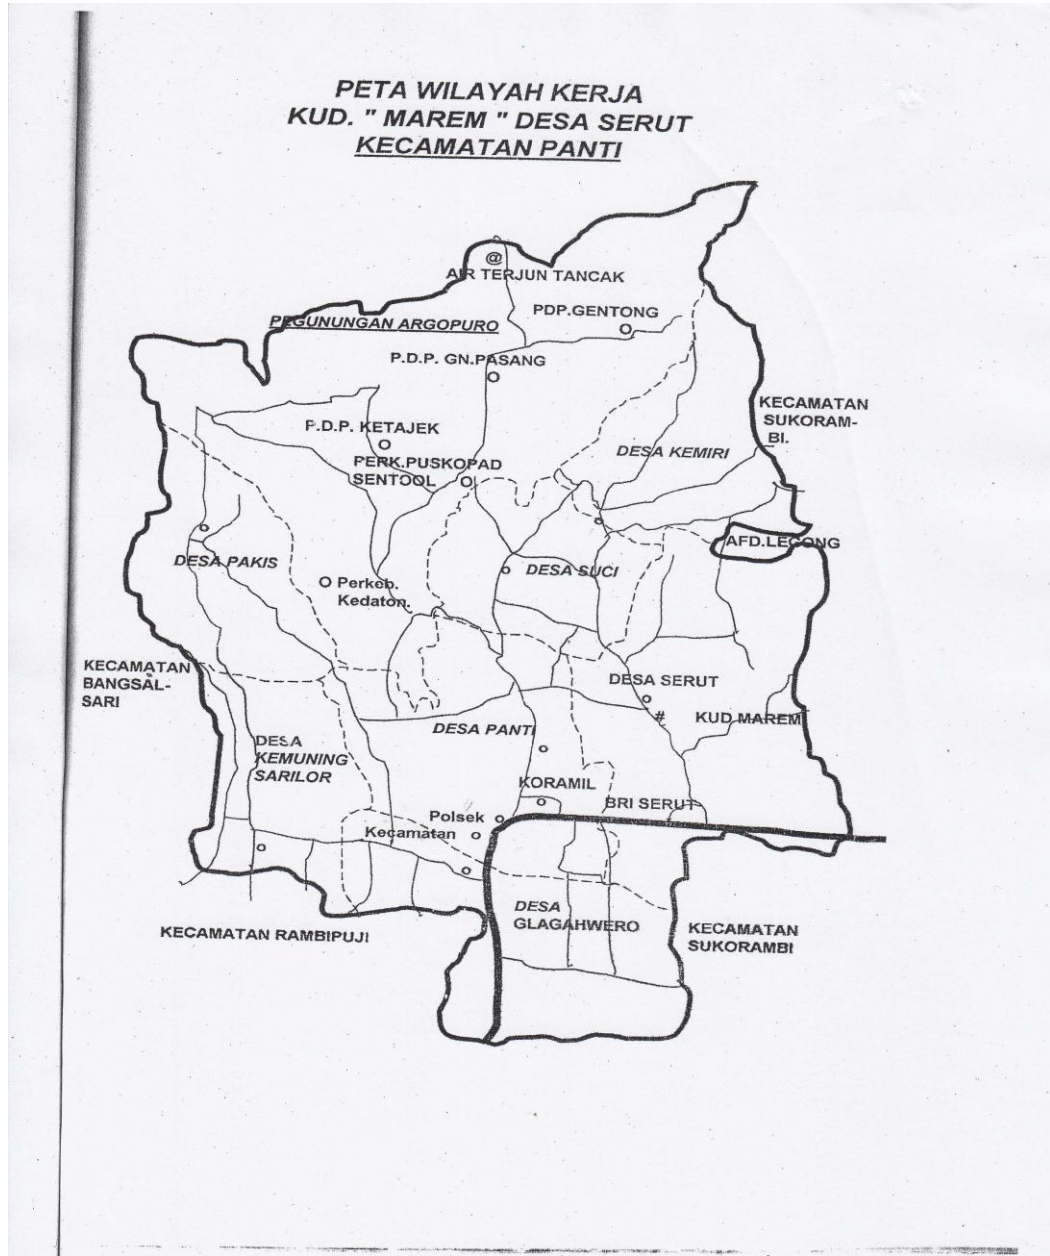 PETA WILAYAH KERJA
KUD. " MAREM " DESA SERUT
KECAMATAN PANTI
@
AIR TERJUN TANCAK
PDP.GENTONG
PEGUNUNGAN ARGOPURO
P.D.P. GN.PASANG
KECAMATAN
SUKORAM-
BI.
P.D.P. KETAJEK
DESA KEMIRI
PERK.PUSKOPAD
SENTOOL
AFD.LEGONG
DESA PAKIS
DESA SUCI
Perkeb.
Kedaton.
KECAMATAN
BANGSAL-
SARI
DESA SERUT
# KUD MAREM
DESA PANTI
DESA
KEMUNING
SARILOR
KORAMIL
BRI SERUT
Polsek
Kecamatan
DESA
GLAGAHWERO
KECAMATAN RAMBIPUJI
KECAMATAN
SUKORAMBI